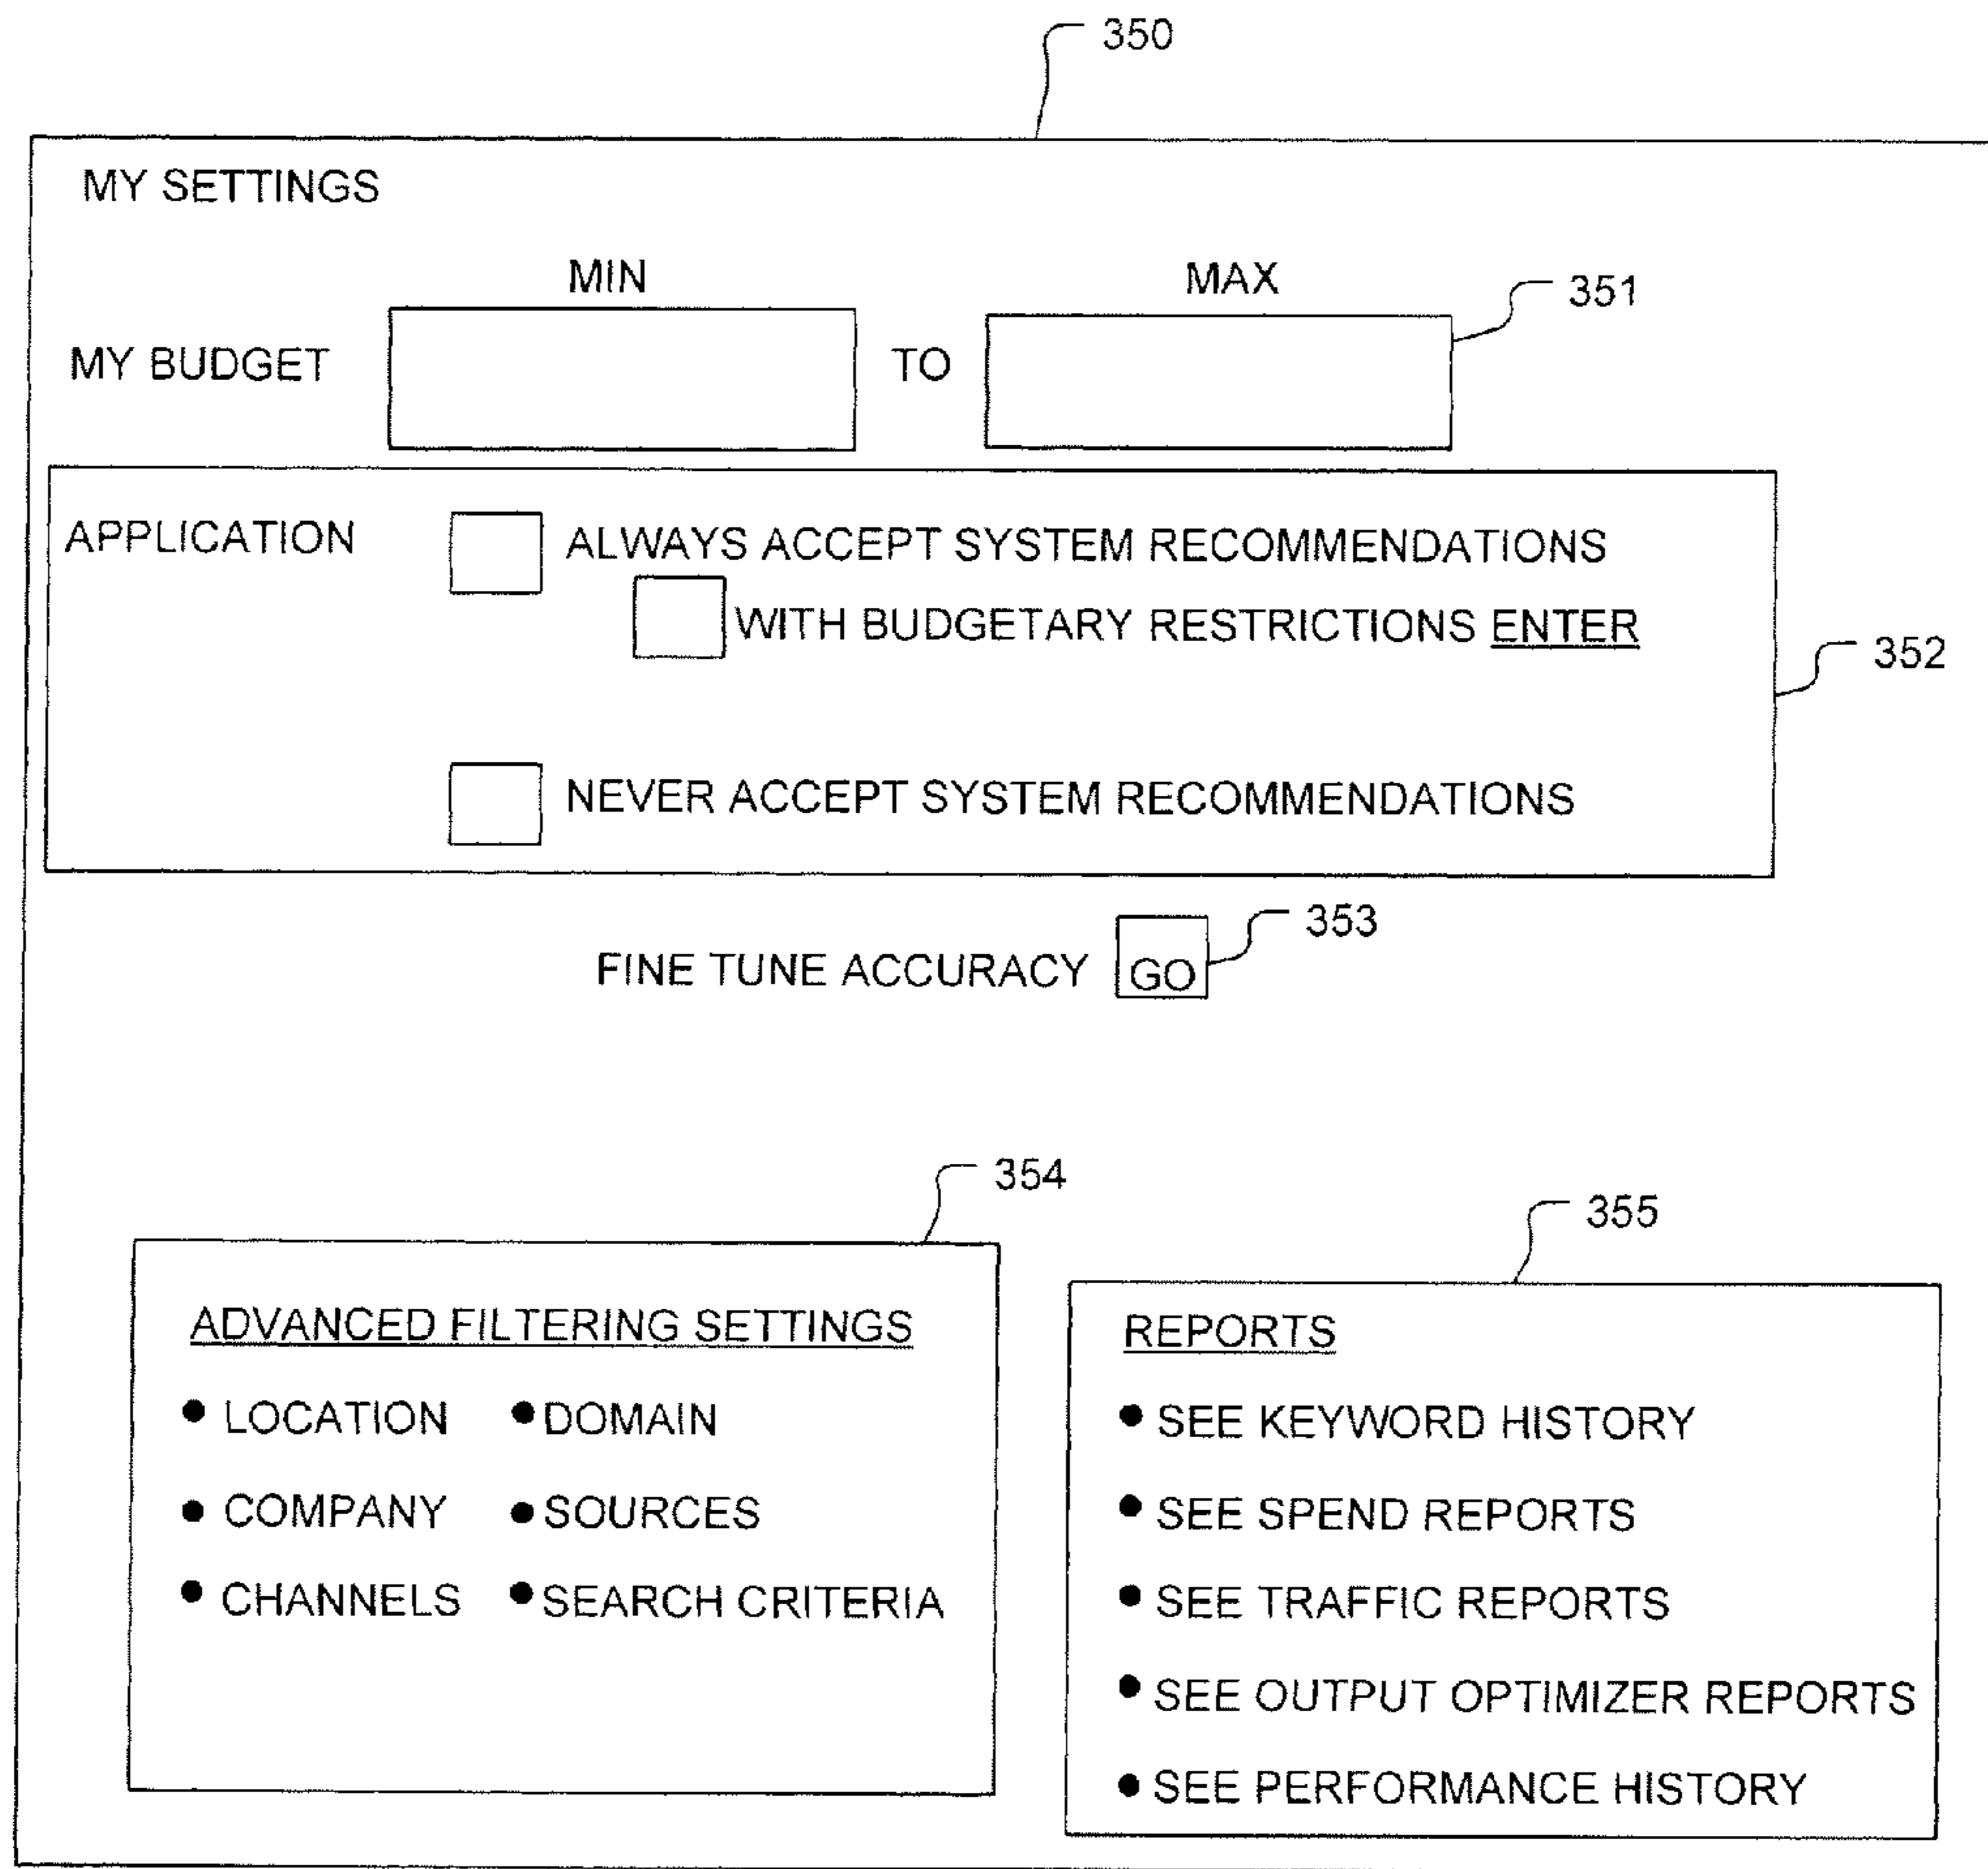 350
MY SETTINGS
MIN MAX
351
MY BUDGET TO
APPLICATION ALWAYS ACCEPT SYSTEM RECOMMENDATIONS
WITH BUDGETARY RESTRICTIONS ENTER
352
NEVER ACCEPT SYSTEM RECOMMENDATIONS
353
FINE TUNE ACCURACY GO
354
ADVANCED FILTERING SETTINGS
• LOCATION • DOMAIN
• COMPANY • SOURCES
• CHANNELS • SEARCH CRITERIA
355
REPORTS
• SEE KEYWORD HISTORY
• SEE SPEND REPORTS
• SEE TRAFFIC REPORTS
• SEE OUTPUT OPTIMIZER REPORTS
• SEE PERFORMANCE HISTORY